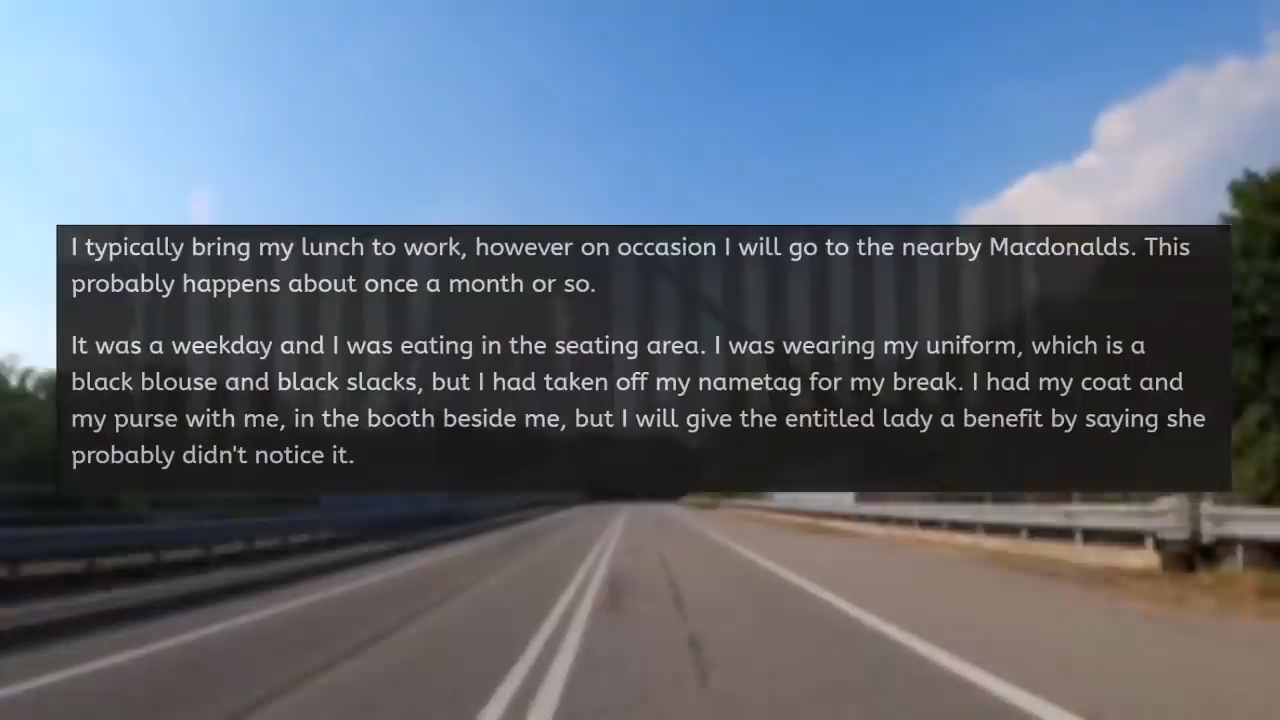 I typically bring my lunch to work, however on occasion I will go to the nearby Macdonalds. This
probably happens about once a month or so.
It was a weekday and I was eating in the seating area. I was wearing my uniform, which is a
black blouse and black slacks, but I had taken off my nametag for my break. I had my coat and
my purse with me, in the booth beside me, but I will give the entitled lady a benefit by saying she
probably didn't notice it.